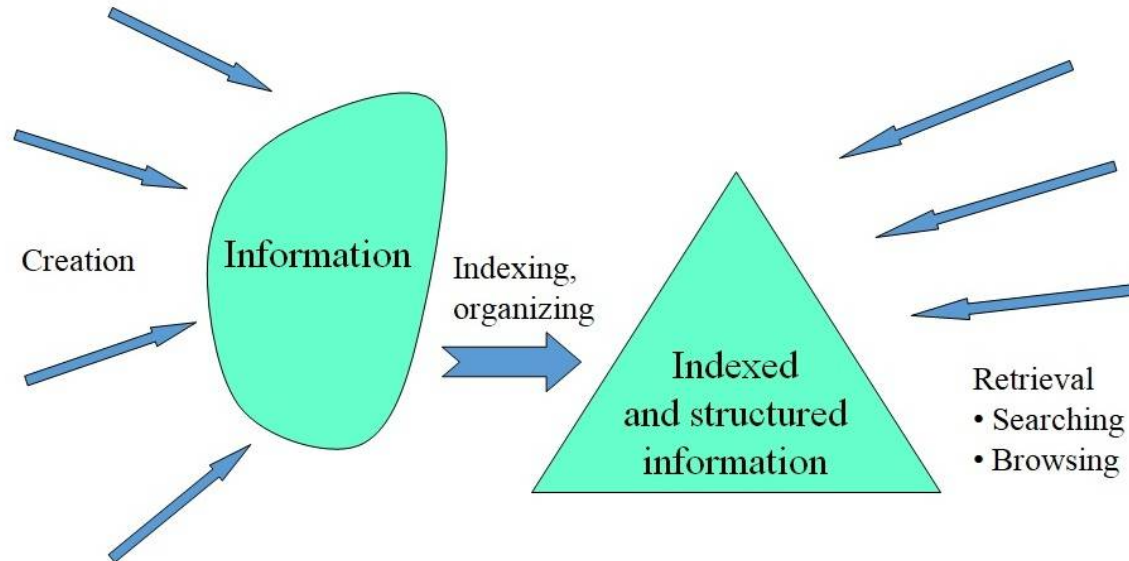 Creation
Information
Indexing,
organizing
Indexed
and structured
information
Retrieval
• Searching
• Browsing